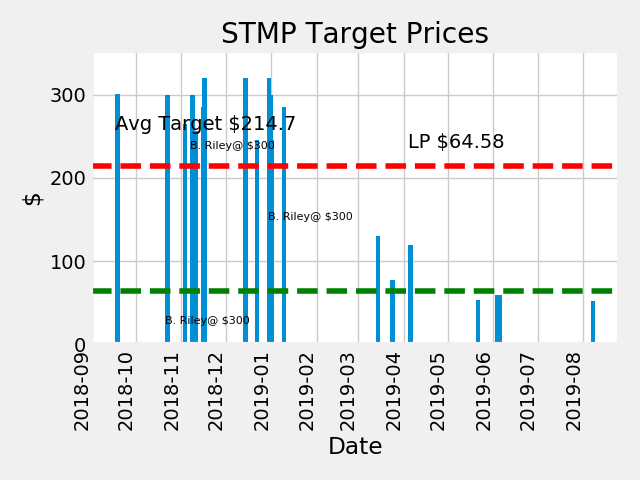 STMP Target Prices
300
Avg Target $214.7
B. Riley@ $300
LP $64.58
200
B. Riley@ $300
$
100
B. Riley@ $300
0
2018-09
2018-10
2018-11
2018-12
2019-01
2019-02
2019-03
2019-04
2019-05
2019-06
2019-07
2019-08
Date